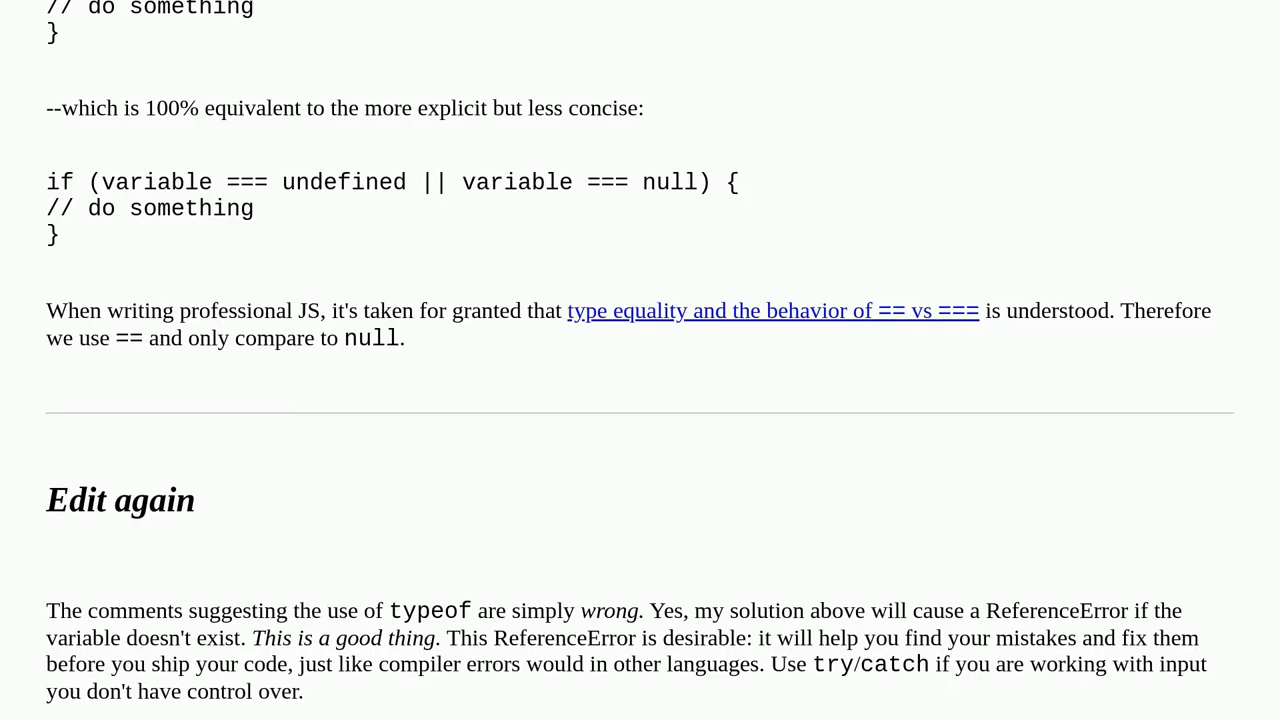 // do something
}
--which is 100% equivalent to the more explicit but less concise:
if (variable === undefined || variable === null) {
// do something
}
When writing professional JS, it's taken for granted that type equality and the behavior of == vs === is understood. Therefore
we use == and only compare to null.
Edit again
The comments suggesting the use of typeof are simply wrong. Yes, my solution above will cause a ReferenceError if the
variable doesn't exist. This is a good thing. This ReferenceError is desirable: it will help you find your mistakes and fix them
before you ship your code, just like compiler errors would in other languages. Use try/catch if you are working with input
you don't have control over.